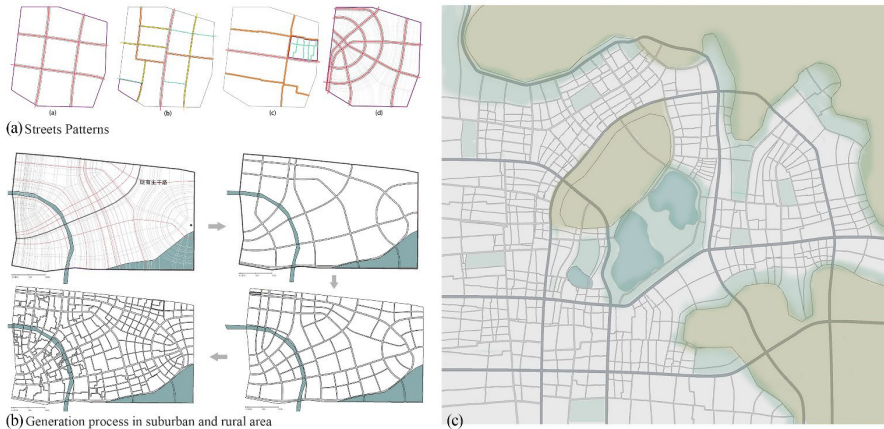 (a) (b) (c) (d)
(a) Streets Patterns
现有主干路
(b) Generation process in suburban and rural area
(c)